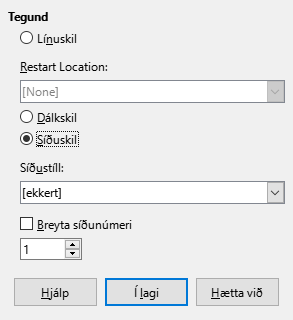 Tegund
Línuskil
Restart Location:
[None]
Dálkskil
Síðuskil
Síðustíll:
[ekkert]
Breyta síðunúmeri
1
Hjálp
Í lagi
Hætta við